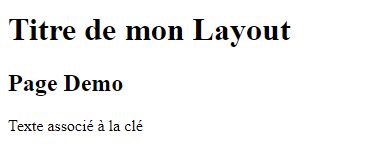 Titre de mon Layout
Page Demo
Texte associé à la clé